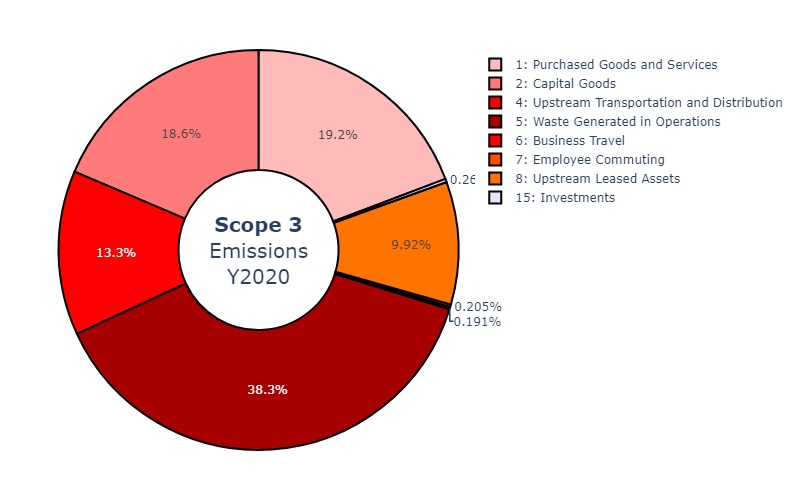 18.6%
19.2%
0.26
9.92%
13.3%
0.205%
0.191%
38.3%
Scope 3
Emissions
Y2020
1: Purchased Goods and Services
2: Capital Goods
4: Upstream Transportation and Distribution
5: Waste Generated in Operations
6: Business Travel
7: Employee Commuting
8: Upstream Leased Assets
15: Investments